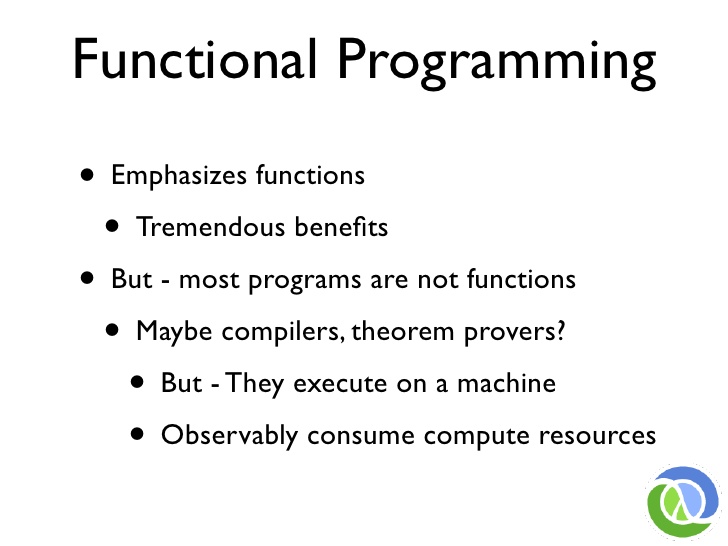 Functional Programming
• Emphasizes functions
• Tremendous benefits
• But - most programs are not functions
• Maybe compilers, theorem provers?
• But - They execute on a machine
• Observably consume compute resources